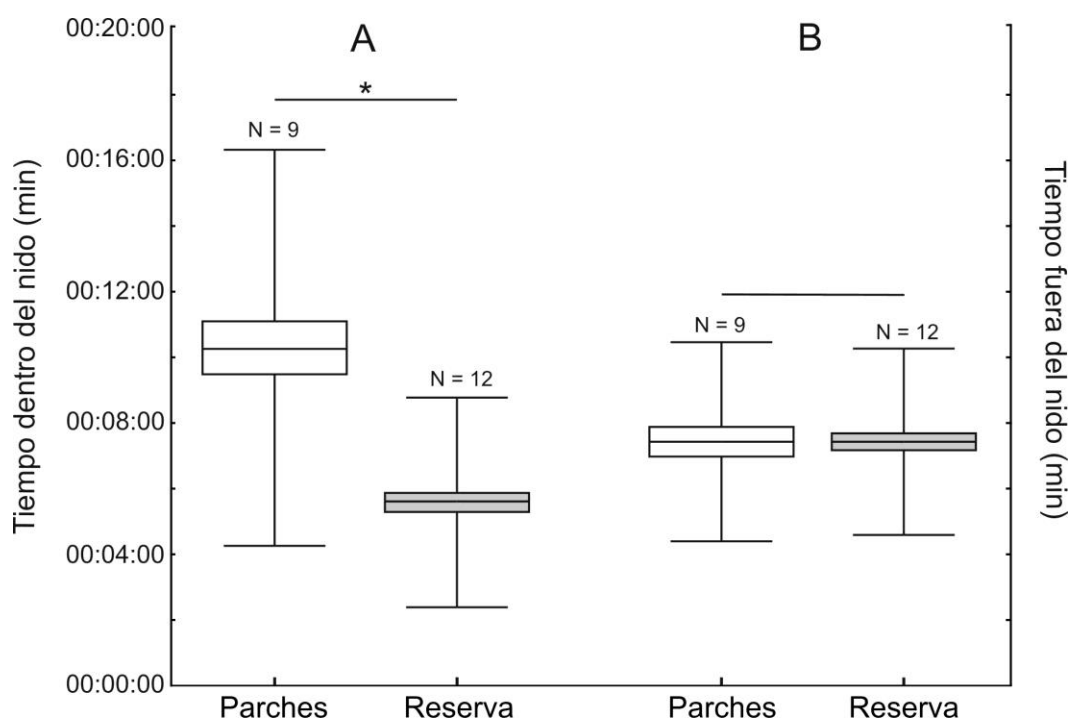 00:20:00
A
B
*
N = 9
00:16:00
00:12:00
N = 9
N = 12
N = 12
00:08:00
00:04:00
00:00:00
Parches
Reserva
Parches
Reserva
Tiempo dentro del nido (min)
Tiempo fuera del nido (min)